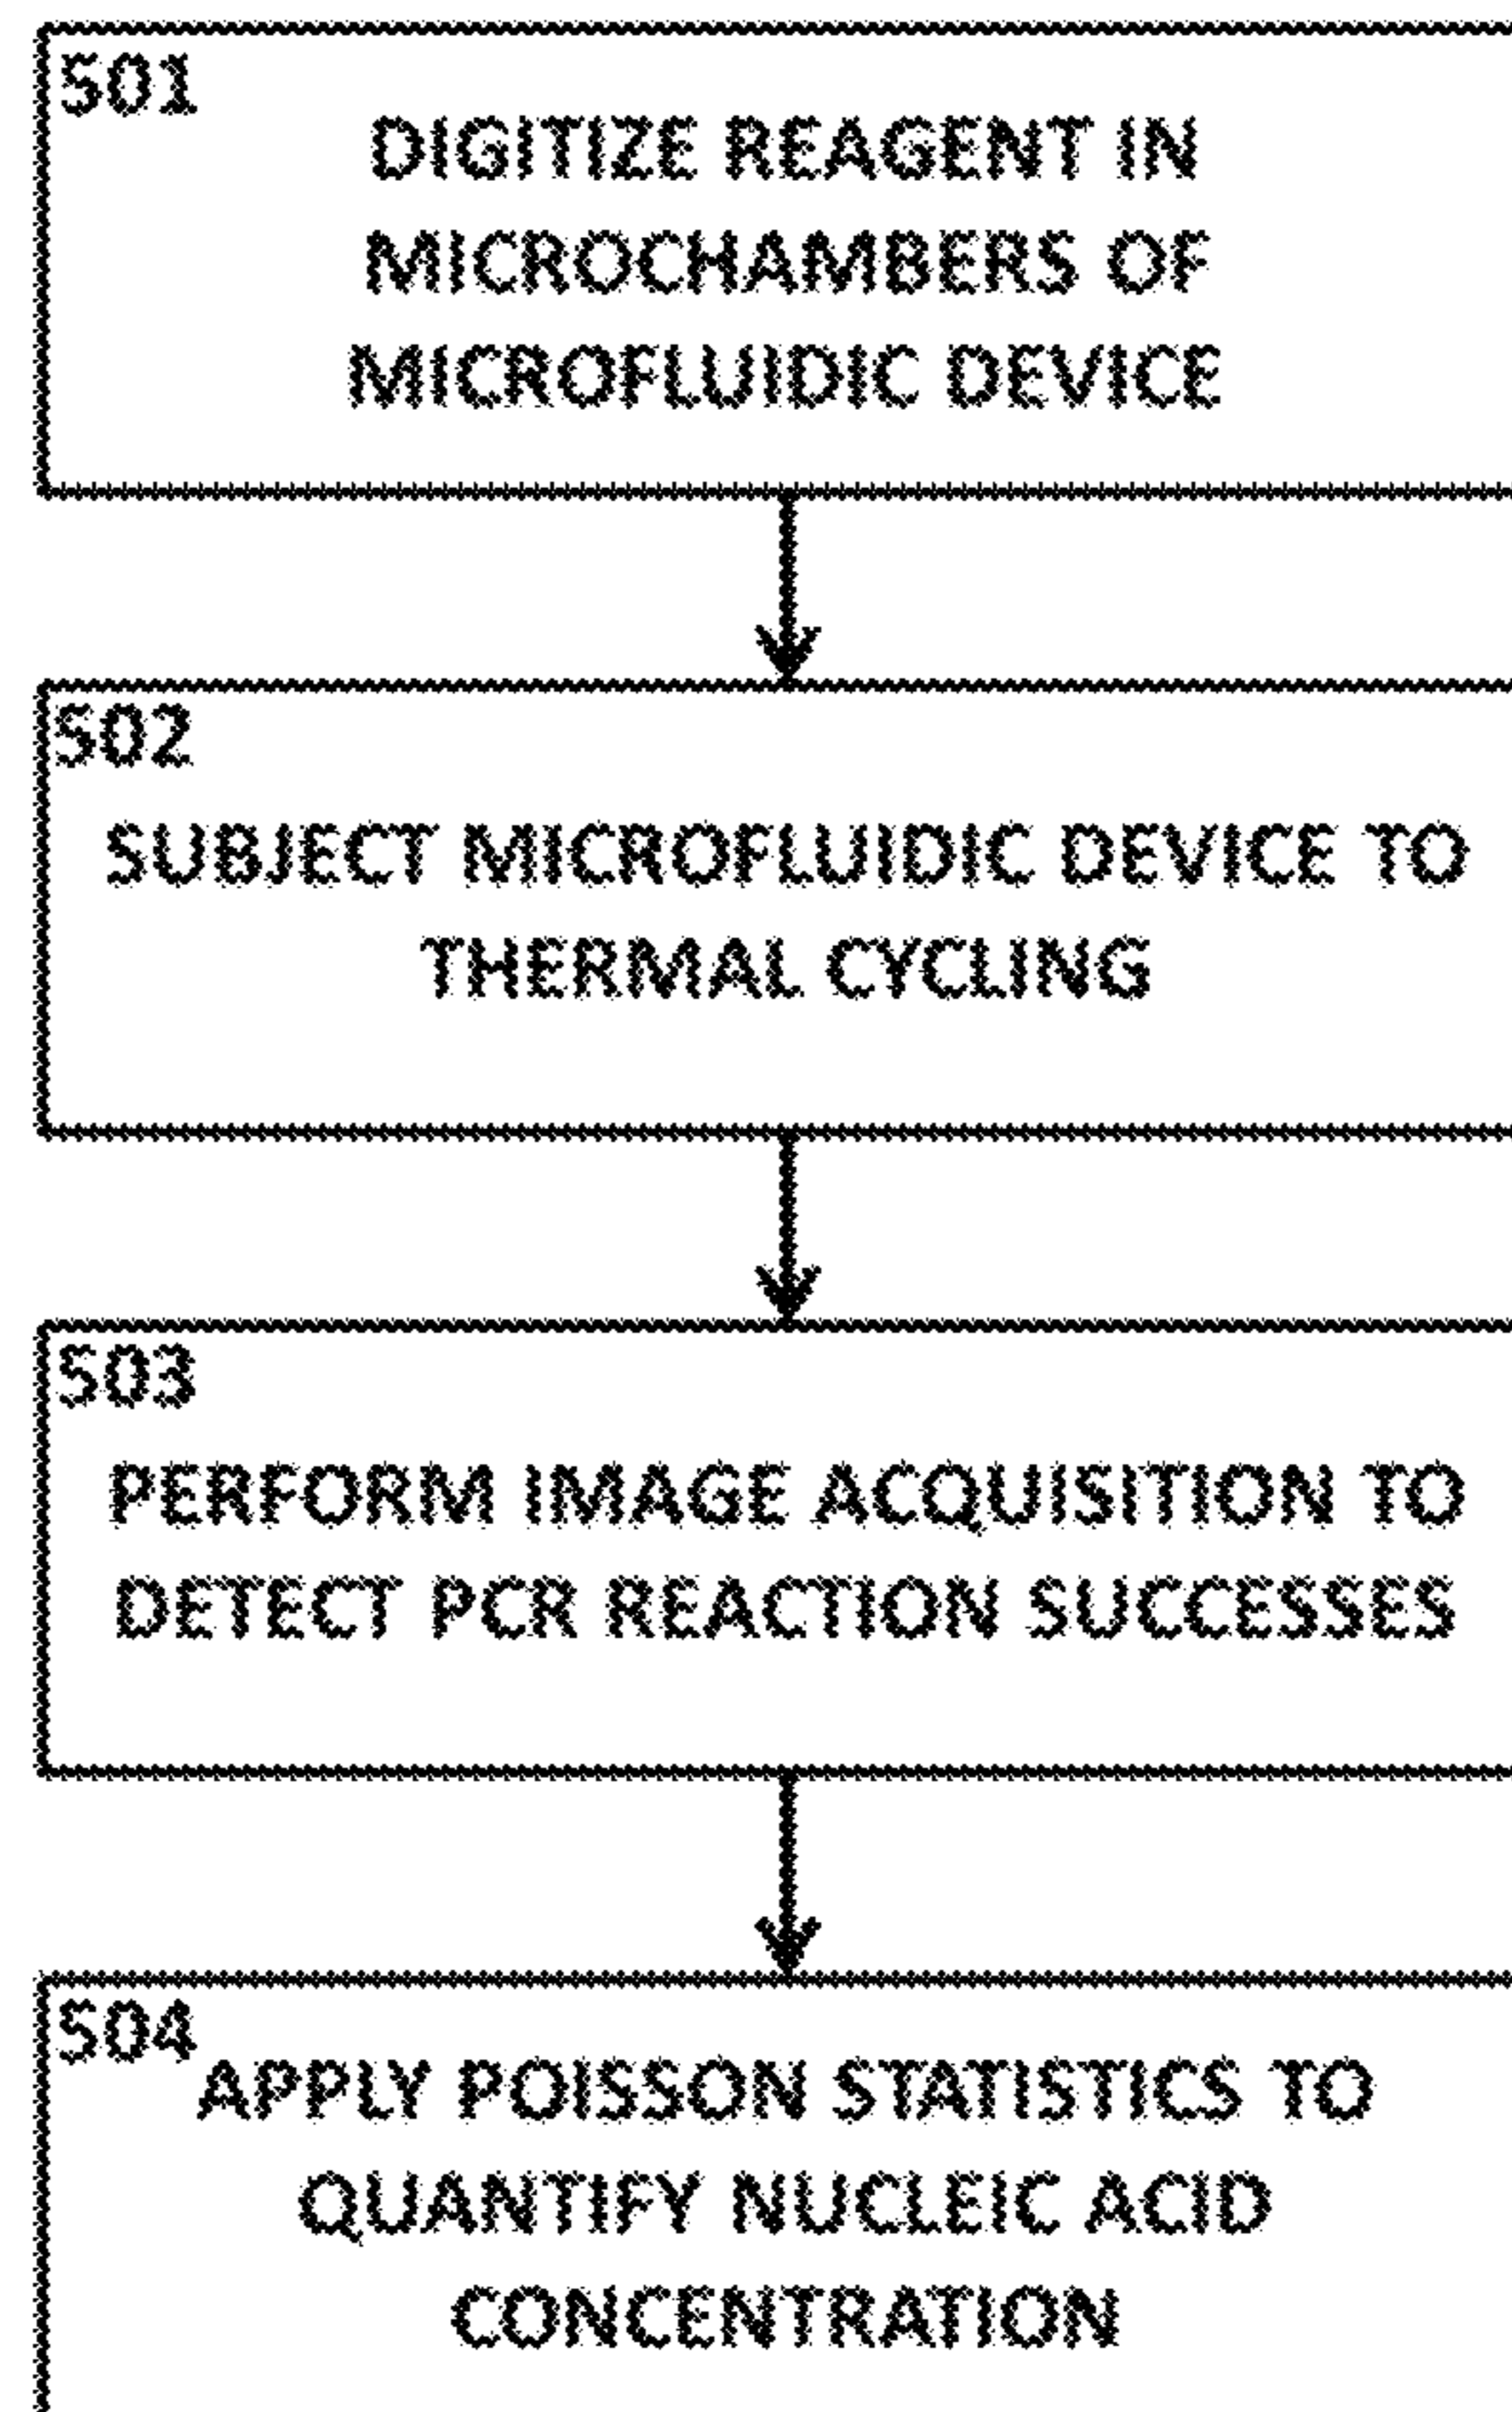 501
DIGITIZE REAGENT IN
MICROCHAMBERS OF
MICROFLUIDIC DEVICE
502
SUBJECT MICROFLUIDIC DEVICE TO
THERMAL CYCLING
503
PERFORM IMAGE ACQUISITION TO
DETECT PCR REACTION SUCCESSES
504
APPLY POISSON STATISTICS TO
QUANTIFY NUCLEIC ACID
CONCENTRATION